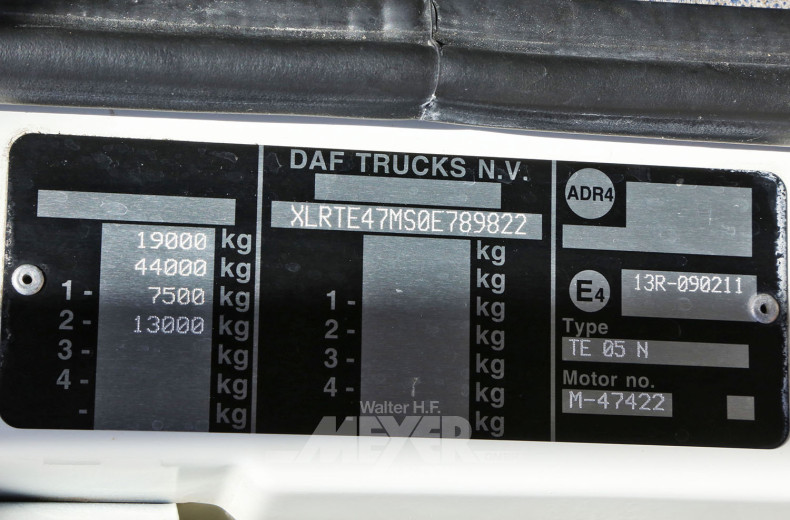 19000 kg
44000 kg
1- 7500 kg
2- 13000 kg
3- kg
4- kg
- kg
DAF TRUCKS N.V.
XLRTE47MS0E789822
kg
kg
1- kg
2- kg
3- kg
4- kg
- kg
ADR4
E4 13R-090211
Type
TE 05 N
Motor no.
M-47422
Walter H.F.
MEYER